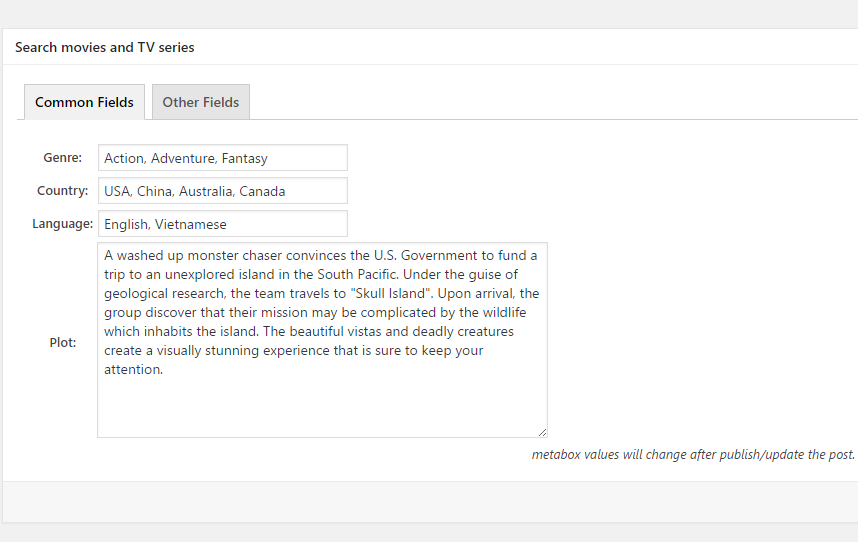 Search movies and TV series
Common Fields
Other Fields
Genre: Action, Adventure, Fantasy
Country: USA, China, Australia, Canada
Language: English, Vietnamese
A washed up monster chaser convinces the U.S. Government to fund a
trip to an unexplored island in the South Pacific. Under the guise of
geological research, the team travels to "Skull Island". Upon arrival, the
group discover that their mission may be complicated by the wildlife
which inhabits the island. The beautiful vistas and deadly creatures
Plot:
create a visually stunning experience that is sure to keep your
attention.
metabox values will change after publish/update the post.